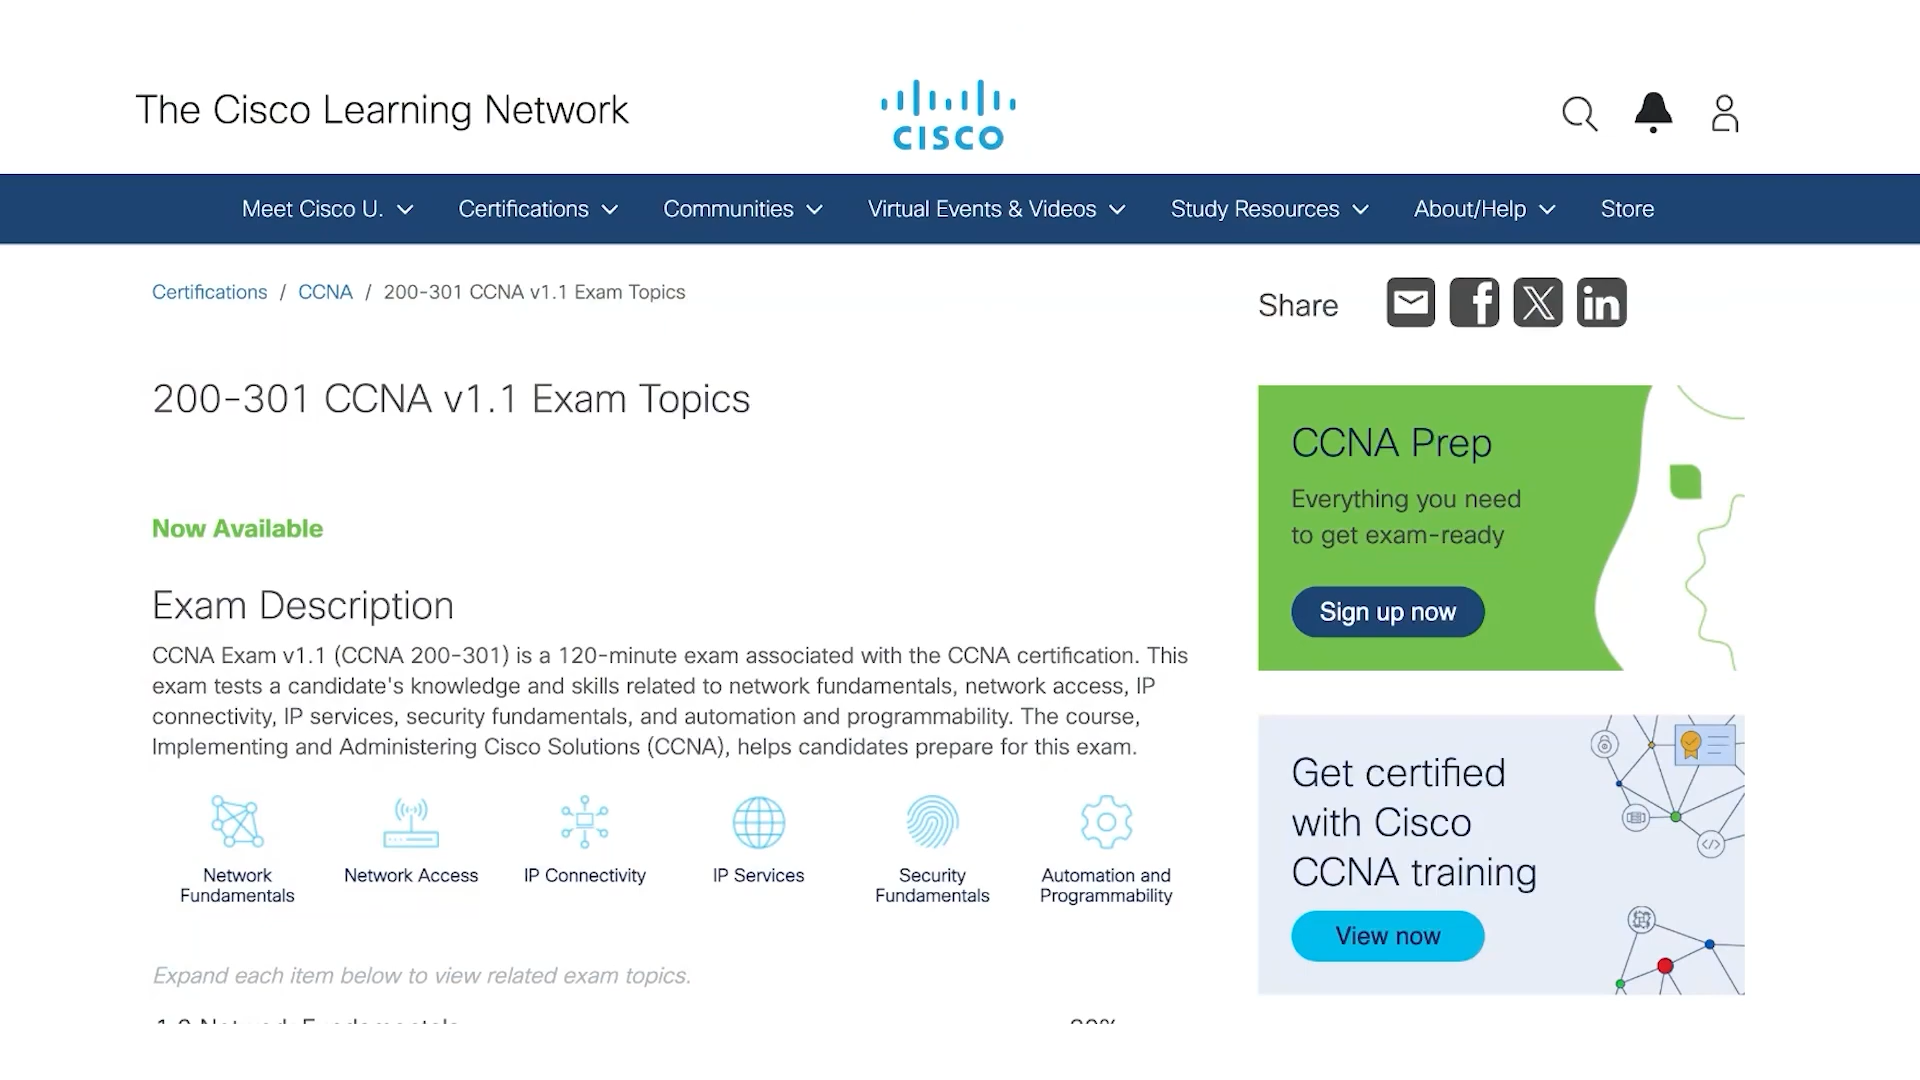 The Cisco Learning Network
CISCO
Meet Cisco U. Certifications Communities Virtual Events & Videos Study Resources About/Help Store
Certifications / CCNA / 200-301 CCNA v1.1 Exam Topics
Share
200-301 CCNA v1.1 Exam Topics
Now Available
Exam Description
CCNA Exam v1.1 (CCNA 200-301) is a 120-minute exam associated with the CCNA certification. This
exam tests a candidate's knowledge and skills related to network fundamentals, network access, IP
connectivity, IP services, security fundamentals, and automation and programmability. The course,
Implementing and Administering Cisco Solutions (CCNA), helps candidates prepare for this exam.
Network
Fundamentals
Network Access
IP Connectivity
IP Services
Security
Fundamentals
Automation and
Programmability
Expand each item below to view related exam topics.
CCNA Prep
Everything you need
to get exam-ready
Sign up now
Get certified
with Cisco
CCNA training
View now